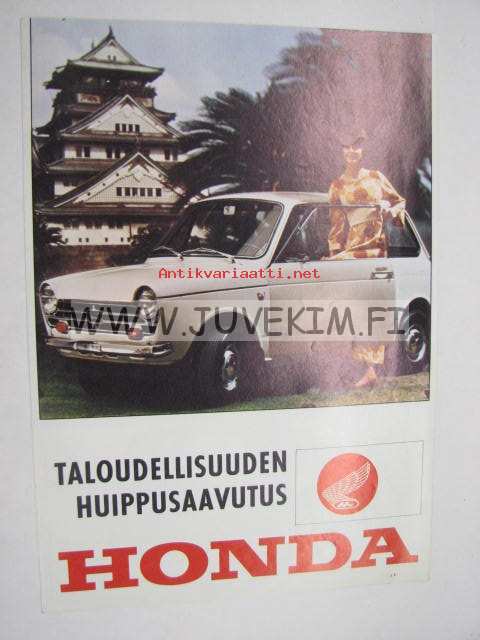 Antikvariaatti.net
WWW.JUVEKIM.FI
TALOUDELLISUUDEN
HUIPPUSAAVUTUS
HONDA